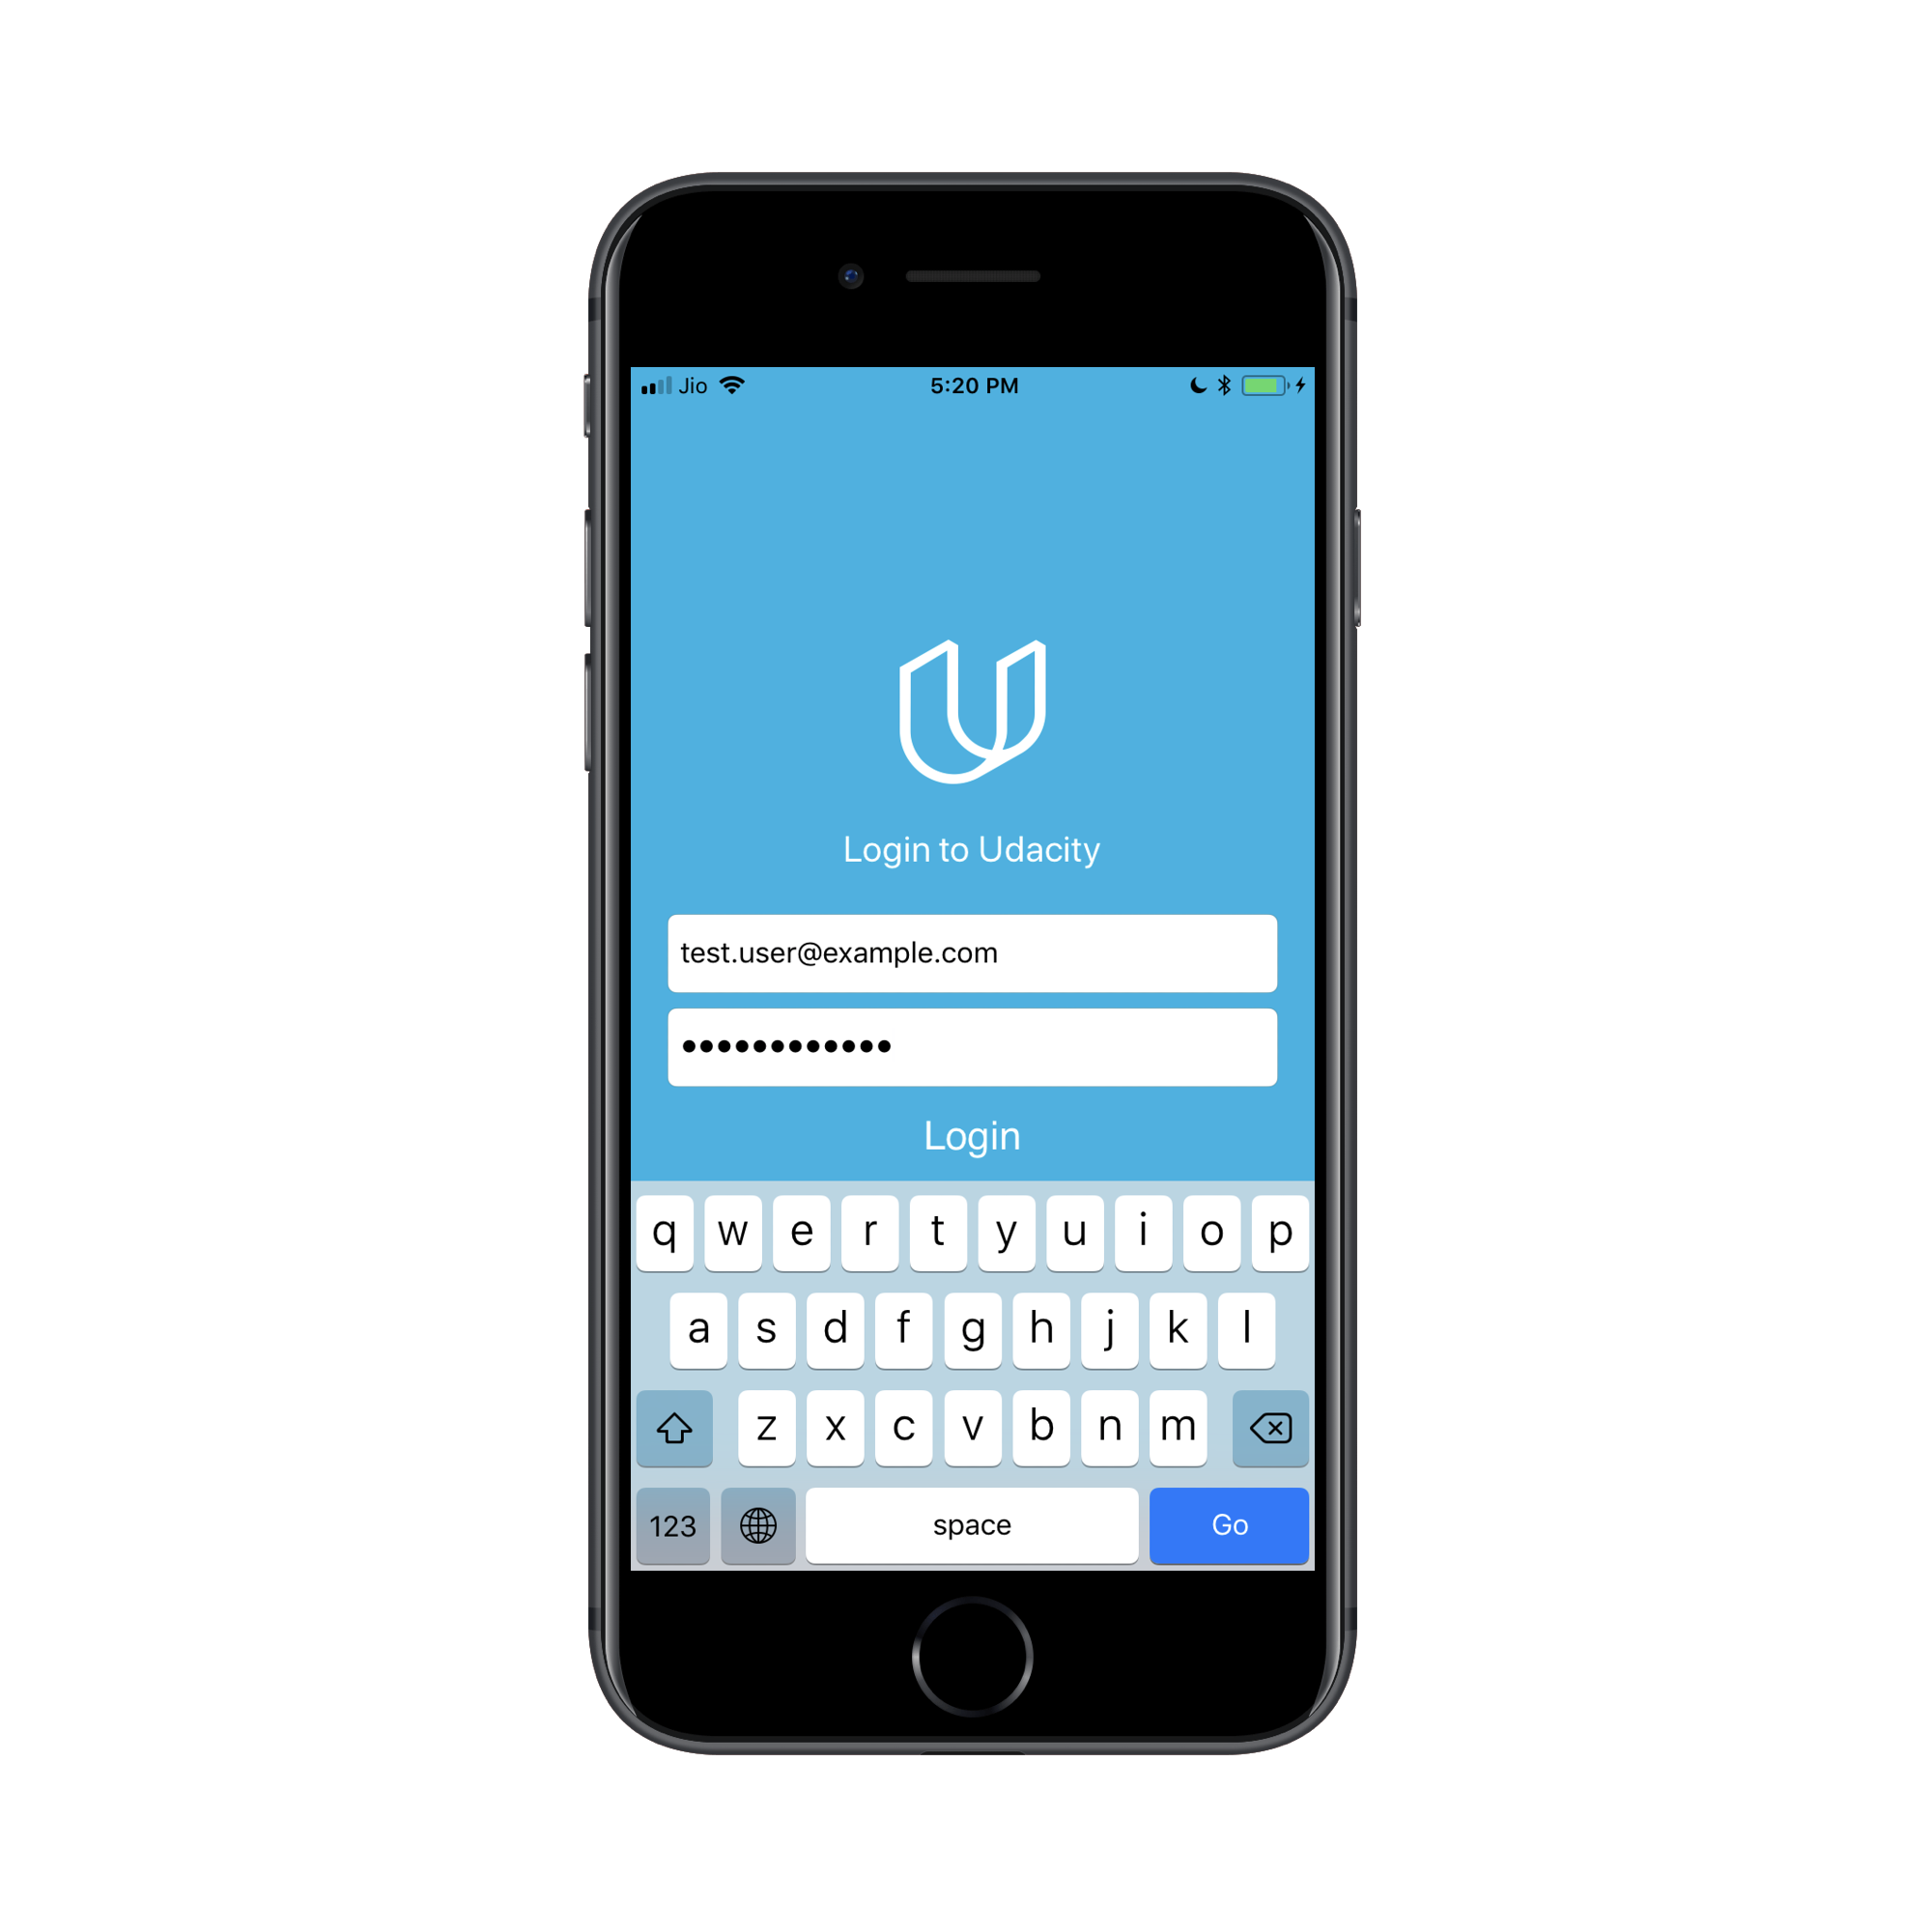 Jio 5:20 PM
Login to Udacity
test.user@example.com
••••••••••••
Login
q w e r t y u i o p
a s d f g h j k l
z x c v b n m
123 space Go